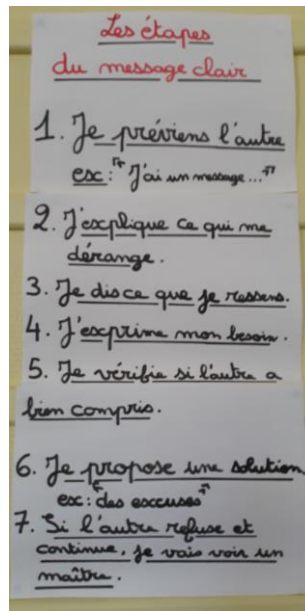 Les étapes
du message clair
1. Je préviens l'autre
ex: "J'ai un message..."
2. J'explique ce qui me
dérange.
3. Je dis ce que je ressens.
4. J'exprime mon besoin.
5. Je vérifie si l'autre a
bien compris.
6. Je propose une solution
ex: "des excuses"
7. Si l'autre refuse et
continue, je vais voir un
maître.